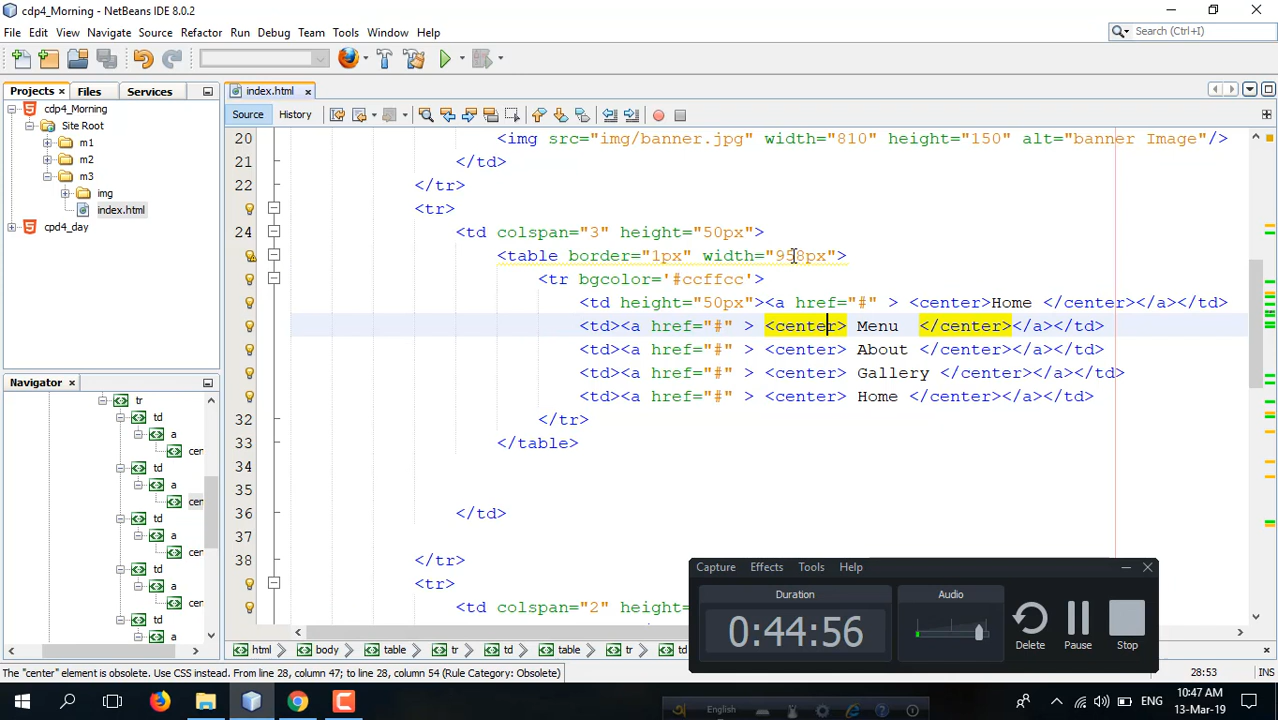 cdp4_Morning - NetBeans IDE 8.0.2
File Edit View Navigate Source Refactor Run Debug Team Tools Window Help
Search (Ctrl+I)
Projects Files Services
index.html
Source History
cdp4_Morning
Site Root
m1
m2
m3
img
index.html
cpd4_day
20 <img src="img/banner.jpg" width="810" height="150" alt="banner Image"/>
21 </td>
22 </tr>
<tr>
24 <td colspan="3" height="50px">
<table border="1px" width="958px">
<tr bgcolor='#ccffcc'>
<td height="50px"><a href="#" > <center>Home </center></a></td>
<td><a href="#" > <center> Menu </center></a></td>
<td><a href="#" > <center> About </center></a></td>
<td><a href="#" > <center> Gallery </center></a></td>
<td><a href="#" > <center> Home </center></a></td>
32 </tr>
33 </table>
34
35
36 </td>
37
38 </tr>
<tr>
<td colspan="2"
Navigator
tr
td
a
cer
td
a
cer
td
a
cer
td
a
cer
td
a
Capture Effects Tools Help
Duration
0:44:56
Audio
Delete Pause Stop
html body table tr td table tr td
The "center" element is obsolete. Use CSS instead. From line 28, column 47; to line 28, column 54 (Rule Category: Obsolete)
28:53 INS
English
ENG
10:47 AM
13-Mar-19